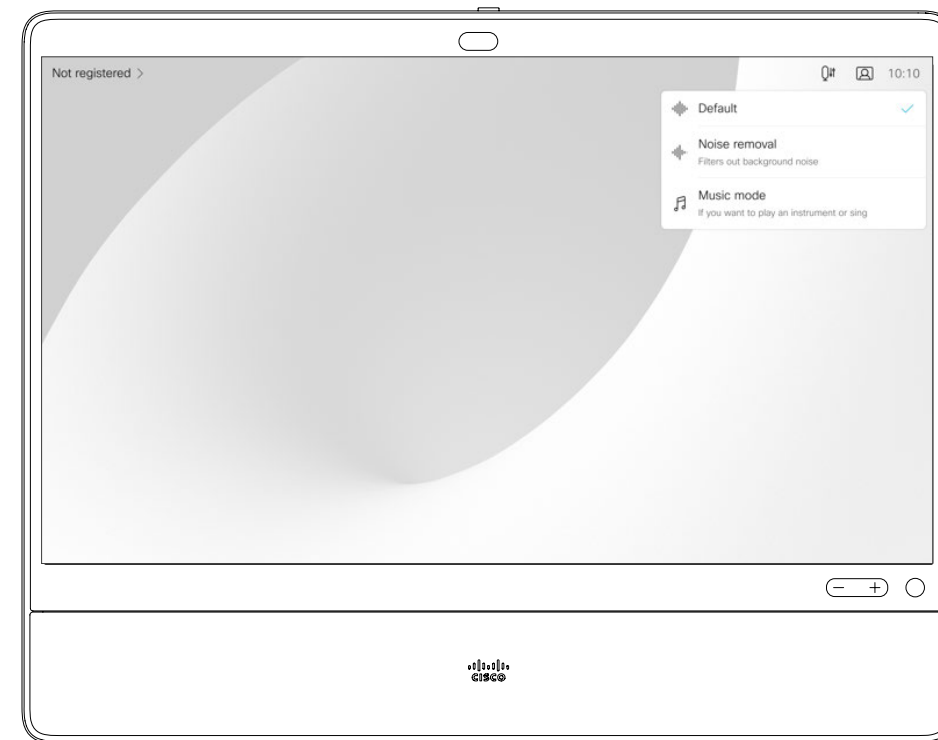 Not registered >
10:10
Default
Noise removal
Filters out background noise
Music mode
If you want to play an instrument or sing
CISCO